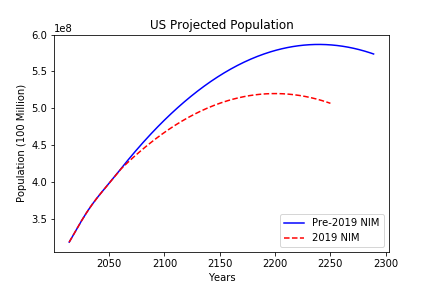 US Projected Population
1e8
6.0
5.5
5.0
4.5
4.0
3.5
Population (100 Million)
2050
2100
2150
2200
2250
2300
Years
Pre-2019 NIM
2019 NIM